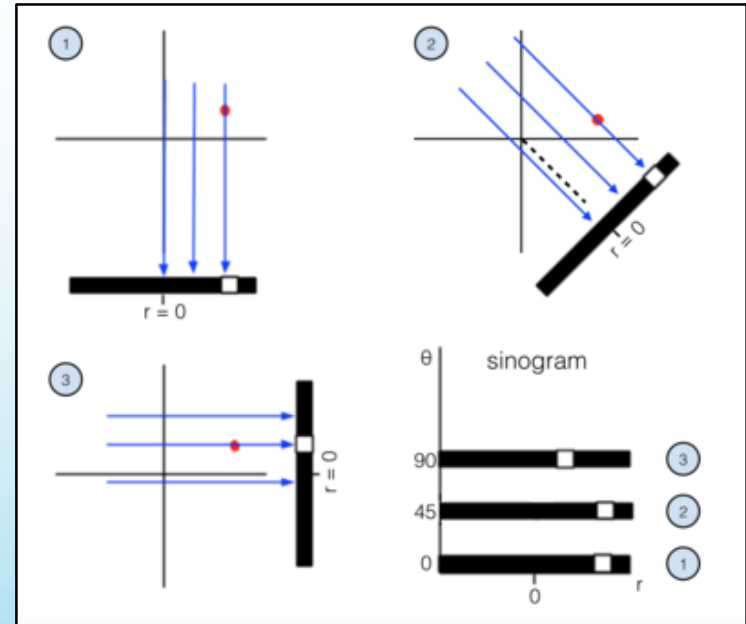 1
r = 0
2
r = 0
3
r = 0
θ sinogram
90 3
45 2
0 1
0 r